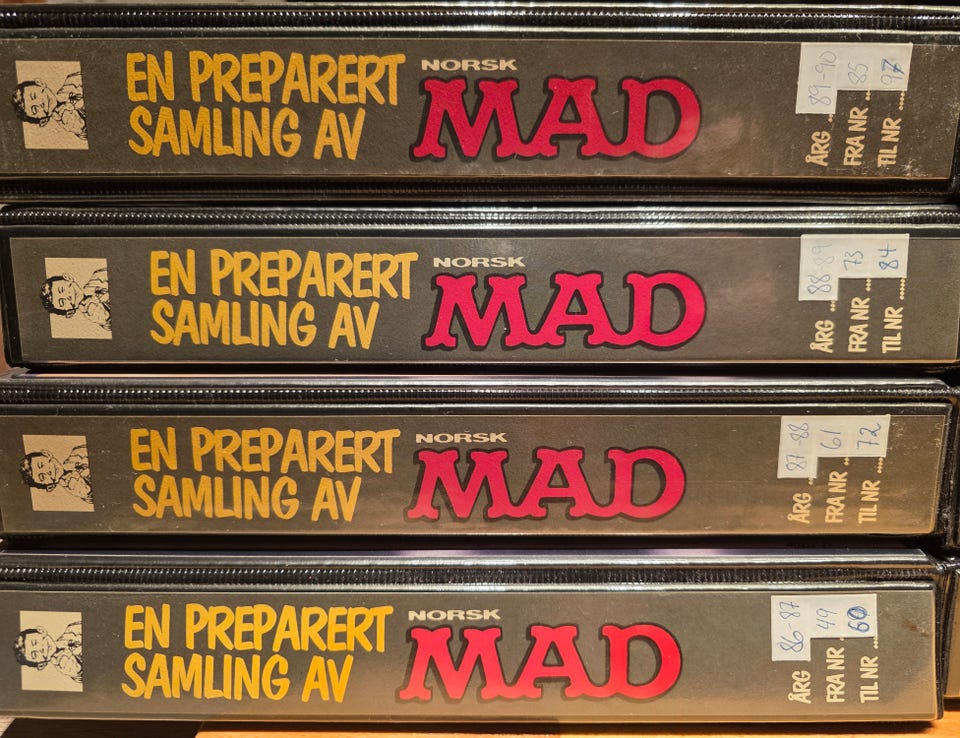 EN PREPARERT
SAMLING AV
NORSK
MAD
ÅRG .. 89-90
FRA NR ... 85
TIL NR ...... 97
EN PREPARERT
SAMLING AV
NORSK
MAD
ÅRG ... 88-89
FRA NR ... 73
TIL NR ...... 84
EN PREPARERT
SAMLING AV
NORSK
MAD
ÅRG .. 87-88
FRA NR .. 61
TIL NR ..... 72
EN PREPARERT
SAMLING AV
NORSK
MAD
ÅRG 86-87
FRA NR .. 49
TIL NR ..... 60